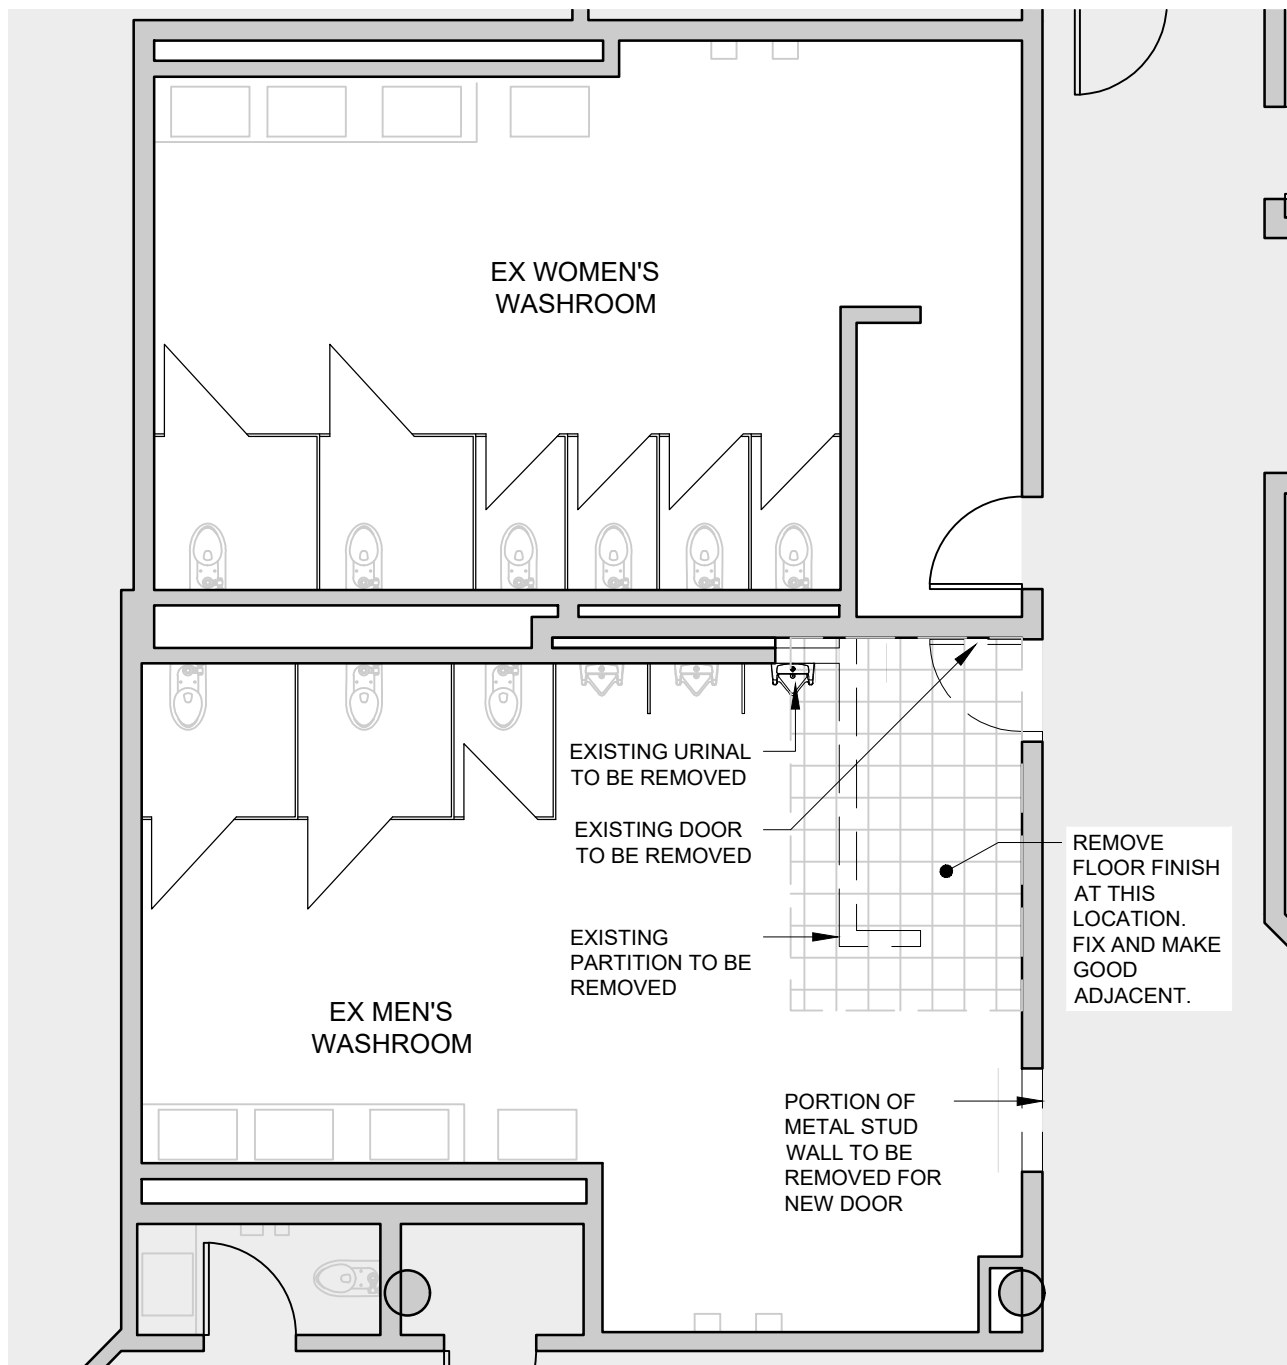 EX WOMEN'S
WASHROOM
EXISTING URINAL
TO BE REMOVED
EXISTING DOOR
TO BE REMOVED
REMOVE
FLOOR FINISH
AT THIS
LOCATION.
FIX AND MAKE
GOOD
ADJACENT.
EXISTING
PARTITION TO BE
REMOVED
EX MEN'S
WASHROOM
PORTION OF
METAL STUD
WALL TO BE
REMOVED FOR
NEW DOOR